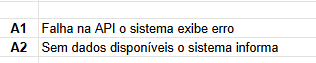 A1 Falha na API o sistema exibe erro
A2 Sem dados disponíveis o sistema informa